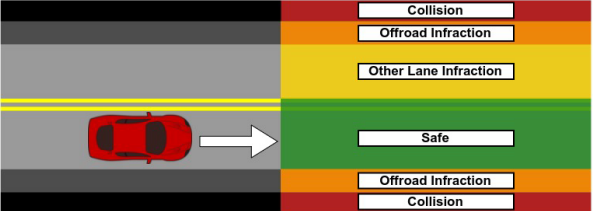 Collision
Offroad Infraction
Other Lane Infraction
Safe
Offroad Infraction
Collision